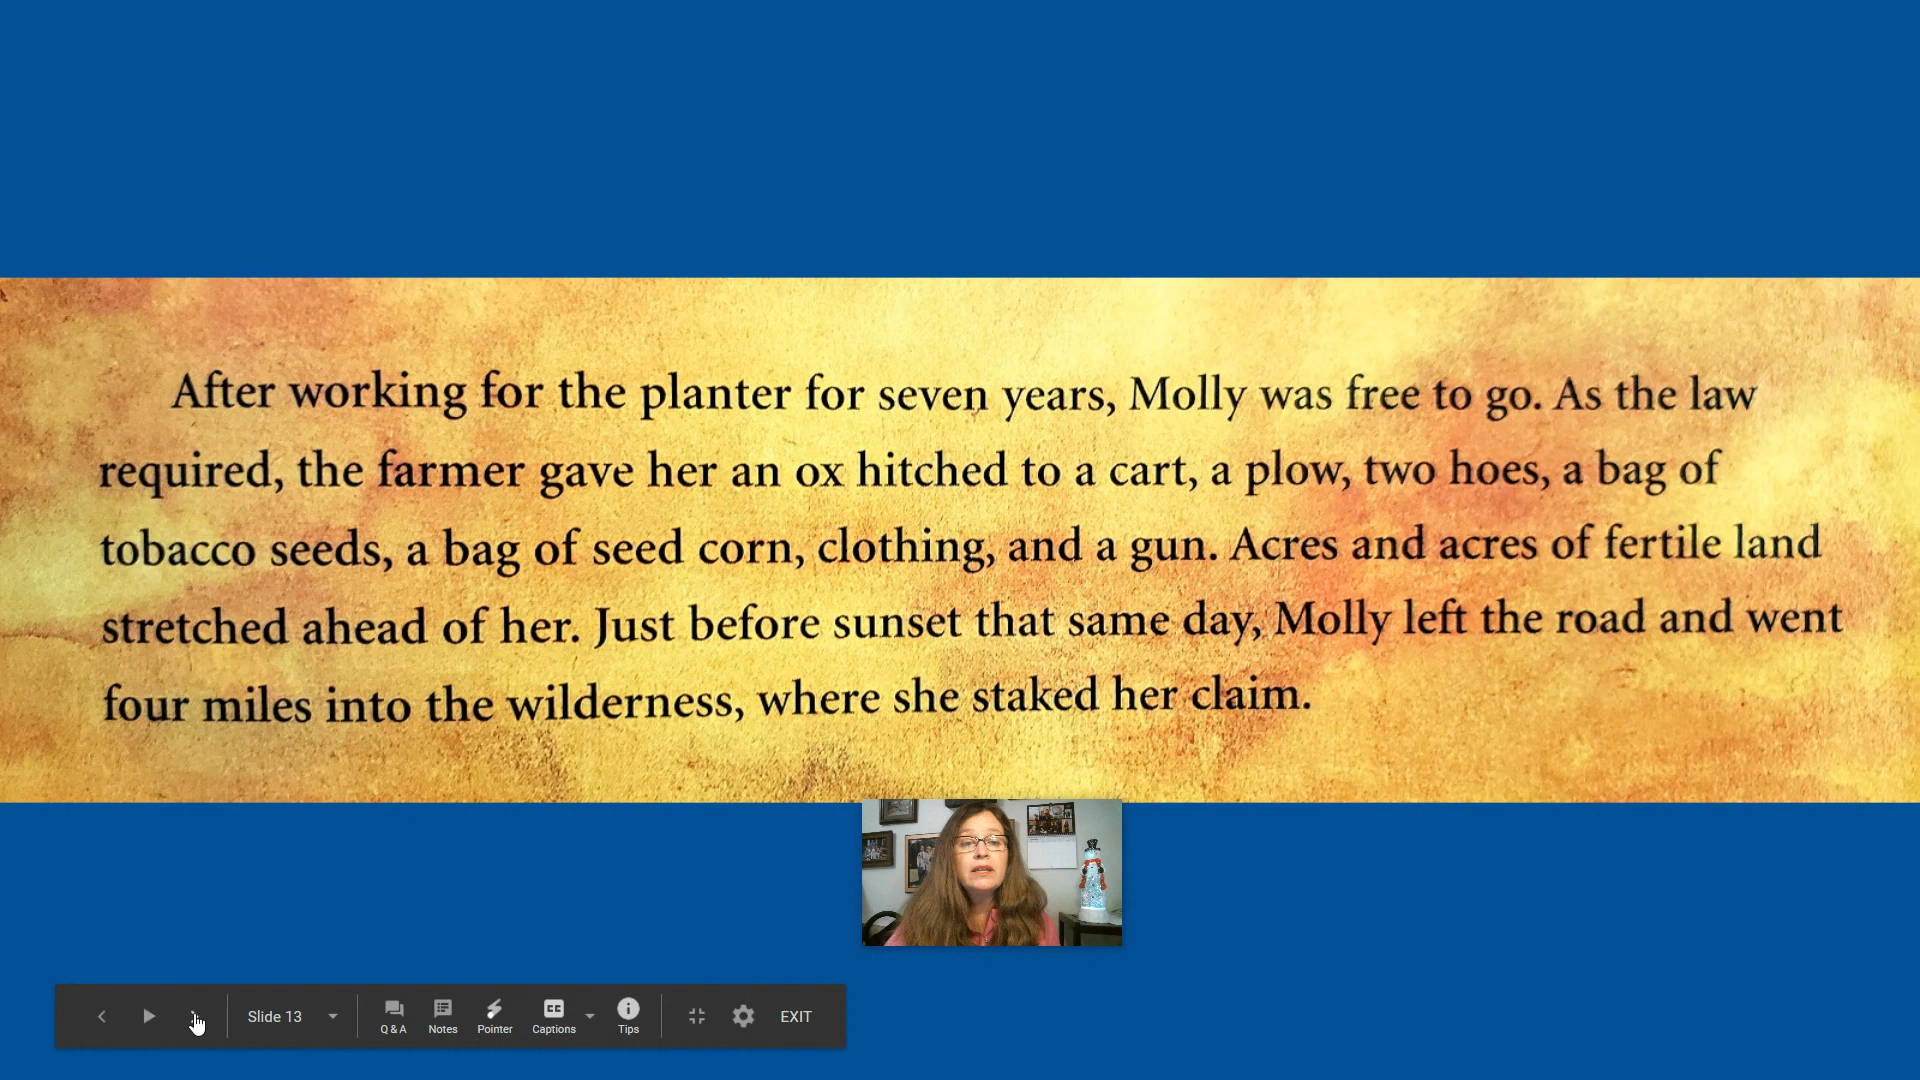 After working for the planter for seven years, Molly was free to go. As the law
required, the farmer gave her an ox hitched to a cart, a plow, two hoes, a bag of
tobacco seeds, a bag of seed corn, clothing, and a gun. Acres and acres of fertile land
stretched ahead of her. Just before sunset that same day, Molly left the road and went
four miles into the wilderness, where she staked her claim.
Slide 13
Q & A
Notes
Pointer
CC
Captions
Tips
EXIT